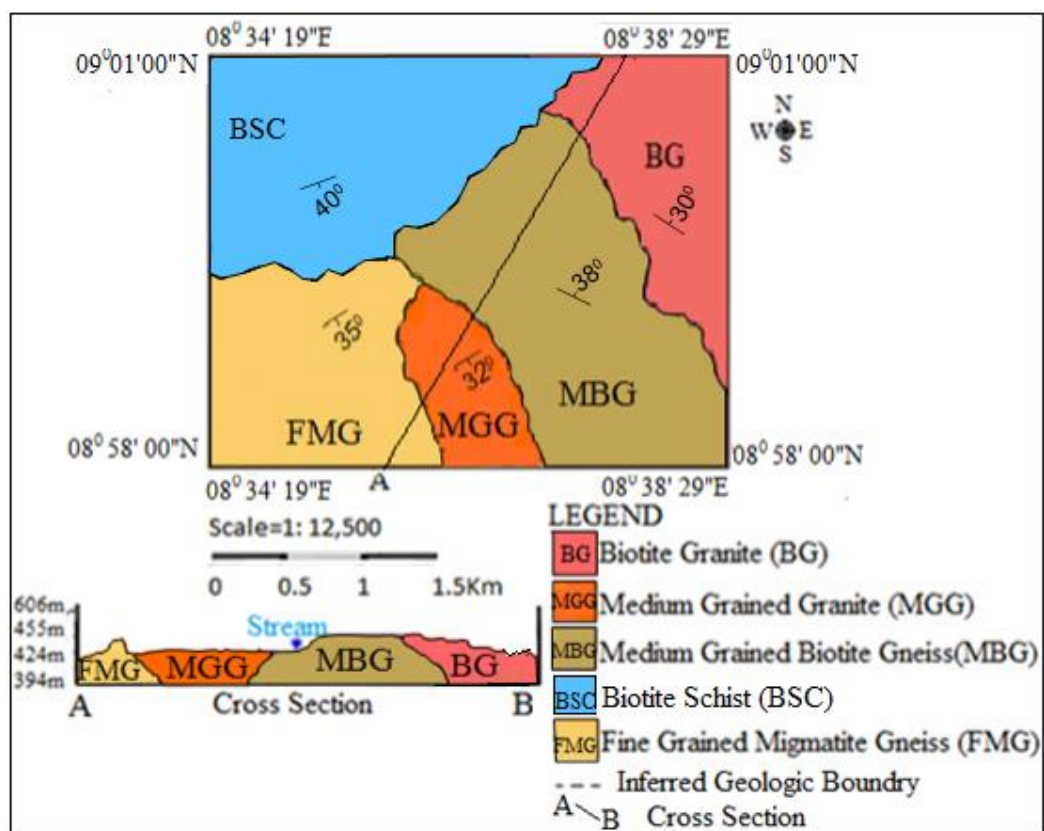 08⁰ 34' 19"E 08⁰ 38' 29"E
09⁰01'00"N 09⁰01'00"N
N
W E
S
BSC
BG
40⁰
30⁰
38⁰
35⁰
32⁰
MBG
FMG
MGG
08⁰ 58' 00"N 08⁰ 58' 00"N
A
08⁰ 34' 19"E 08⁰ 38' 29"E
Scale=1: 12,500
0 0.5 1 1.5Km
LEGEND
BG Biotite Granite (BG)
MGG Medium Grained Granite (MGG)
MBG Medium Grained Biotite Gneiss(MBG)
BSC Biotite Schist (BSC)
FMG Fine Grained Migmatite Gneiss (FMG)
Inferred Geologic Boundry
A B Cross Section
606m
455m
424m
394m
Stream
FMG MGG MBG BG
A Cross Section B